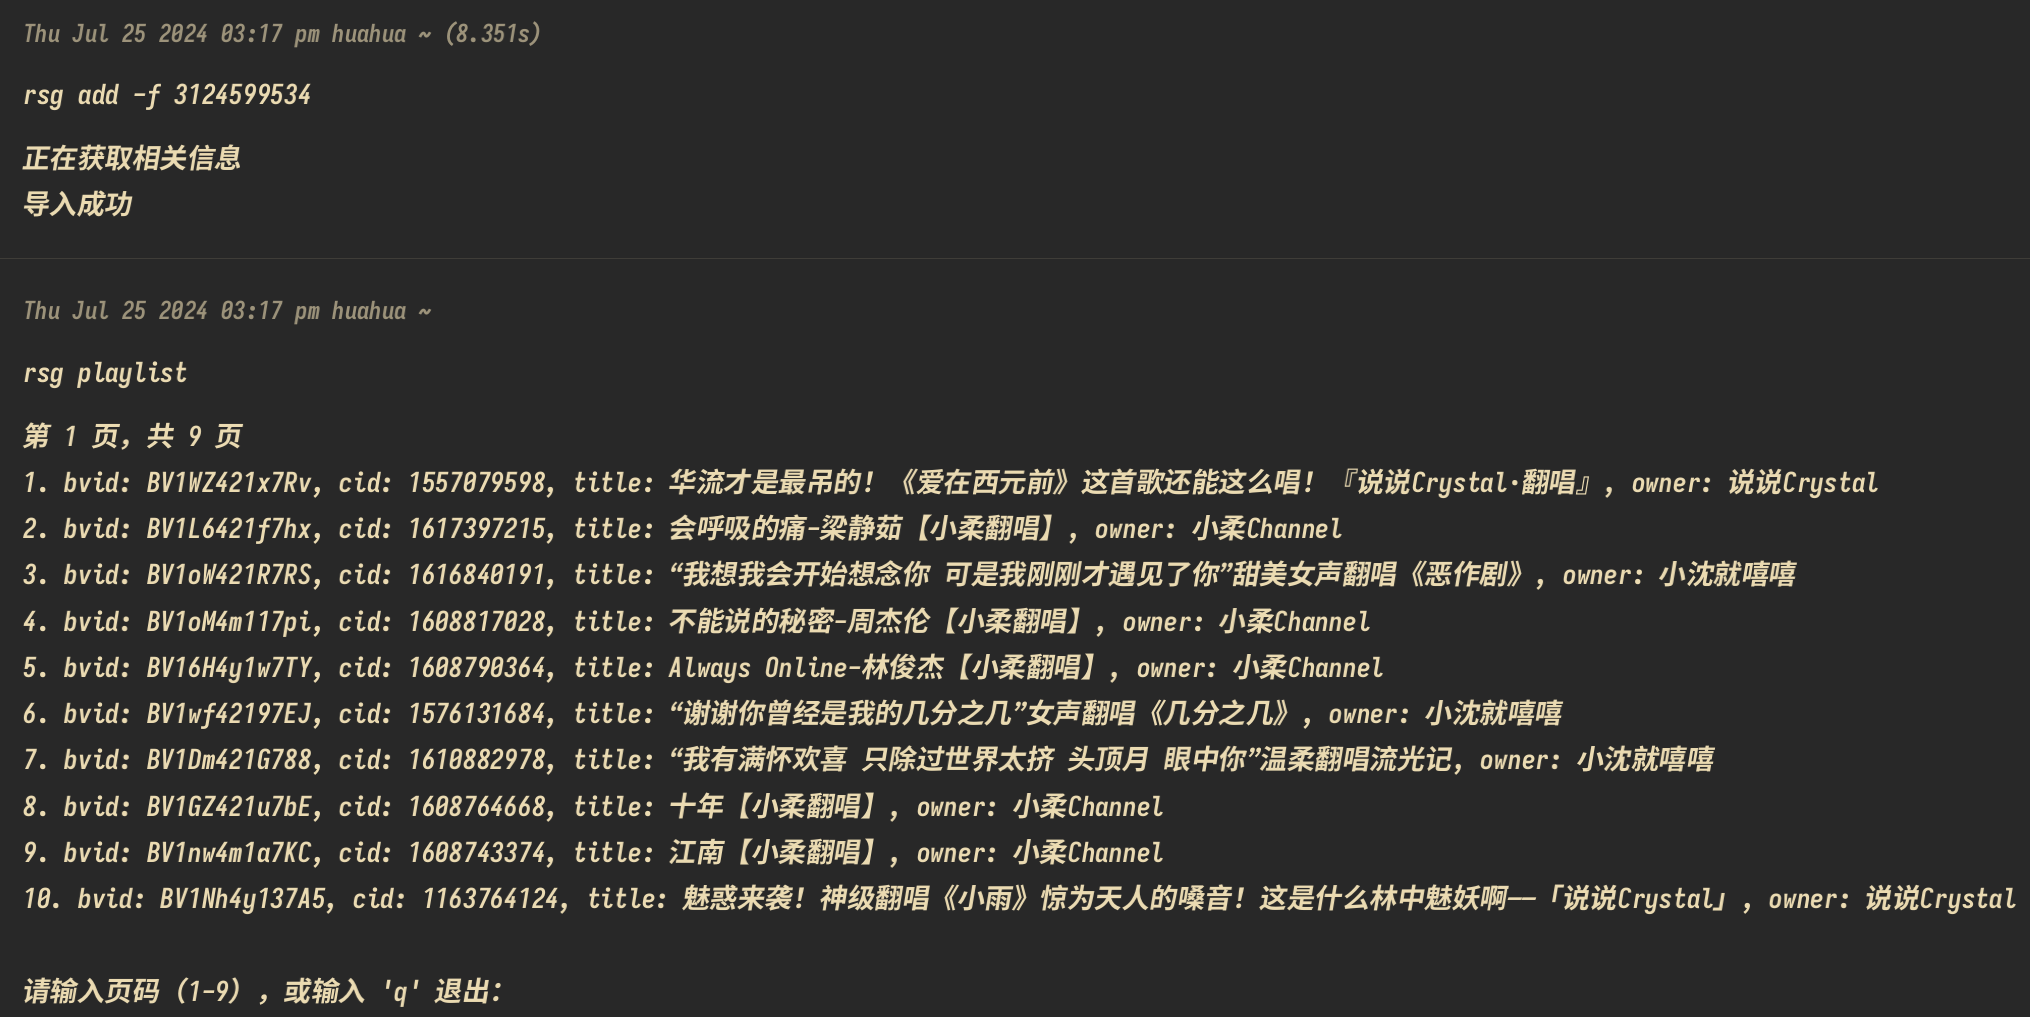 Thu Jul 25 2024 03:17 pm huahua ~ (8.351s)
rsg add -f 3124599534
正在获取相关信息
导入成功
Thu Jul 25 2024 03:17 pm huahua ~
rsg playlist
第 1 页，共 9 页
1. bvid: BV1WZ421x7Rv, cid: 1557079598, title: 华流才是最吊的！《爱在西元前》这首歌还能这么唱！『说说Crystal·翻唱』, owner: 说说Crystal
2. bvid: BV1L6421f7hx, cid: 1617397215, title: 会呼吸的痛-梁静茹【小柔翻唱】, owner: 小柔Channel
3. bvid: BV1oW421R7RS, cid: 1616840191, title: “我想我会开始想念你 可是我刚刚才遇见了你”甜美女声翻唱《恶作剧》, owner: 小沈就嘻嘻
4. bvid: BV1oM4m117pi, cid: 1608817028, title: 不能说的秘密-周杰伦【小柔翻唱】, owner: 小柔Channel
5. bvid: BV16H4y1w7TY, cid: 1608790364, title: Always Online-林俊杰【小柔翻唱】, owner: 小柔Channel
6. bvid: BV1wf42197EJ, cid: 1576131684, title: “谢谢你曾经是我的几分之几”女声翻唱《几分之几》, owner: 小沈就嘻嘻
7. bvid: BV1Dm421G788, cid: 1610882978, title: “我有满怀欢喜 只除过世界太挤 头顶月 眼中你”温柔翻唱流光记, owner: 小沈就嘻嘻
8. bvid: BV1GZ421u7bE, cid: 1608764668, title: 十年【小柔翻唱】, owner: 小柔Channel
9. bvid: BV1nw4m1a7KC, cid: 1608743374, title: 江南【小柔翻唱】, owner: 小柔Channel
10. bvid: BV1Nh4y137A5, cid: 1163764124, title: 魅惑来袭！神级翻唱《小雨》惊为天人的嗓音！这是什么林中魅妖啊——「说说Crystal」, owner: 说说Crystal
请输入页码（1-9），或输入 'q' 退出：